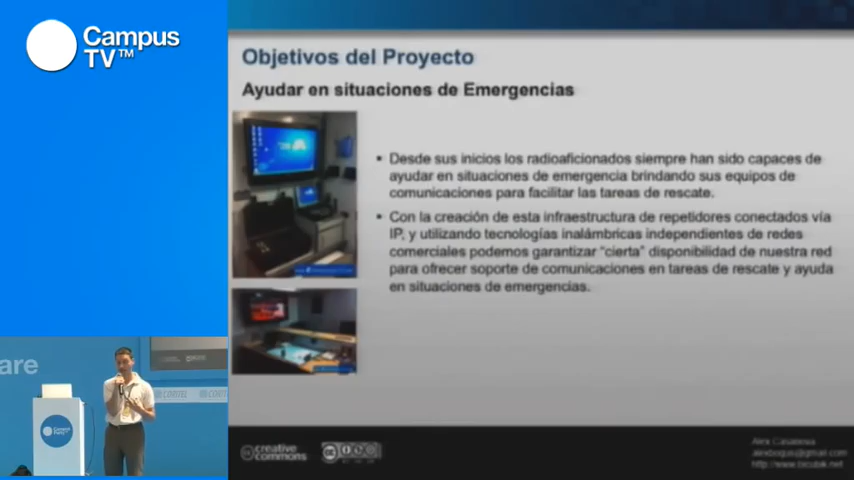 Campus
TV™
Objetivos del Proyecto
Ayudar en situaciones de Emergencias
▪ Desde sus inicios los radioaficionados siempre han sido capaces de
ayudar en situaciones de emergencia brindando sus equipos de
comunicaciones para facilitar las tareas de rescate.
▪ Con la creación de esta infraestructura de repetidores conectados vía
IP, y utilizando tecnologías inalámbricas independientes de redes
comerciales podemos garantizar “cierta” disponibilidad de nuestra red
para ofrecer soporte de comunicaciones en tareas de rescate y ayuda
en situaciones de emergencias.
are
Campus
creative
commons
Alex Casanova